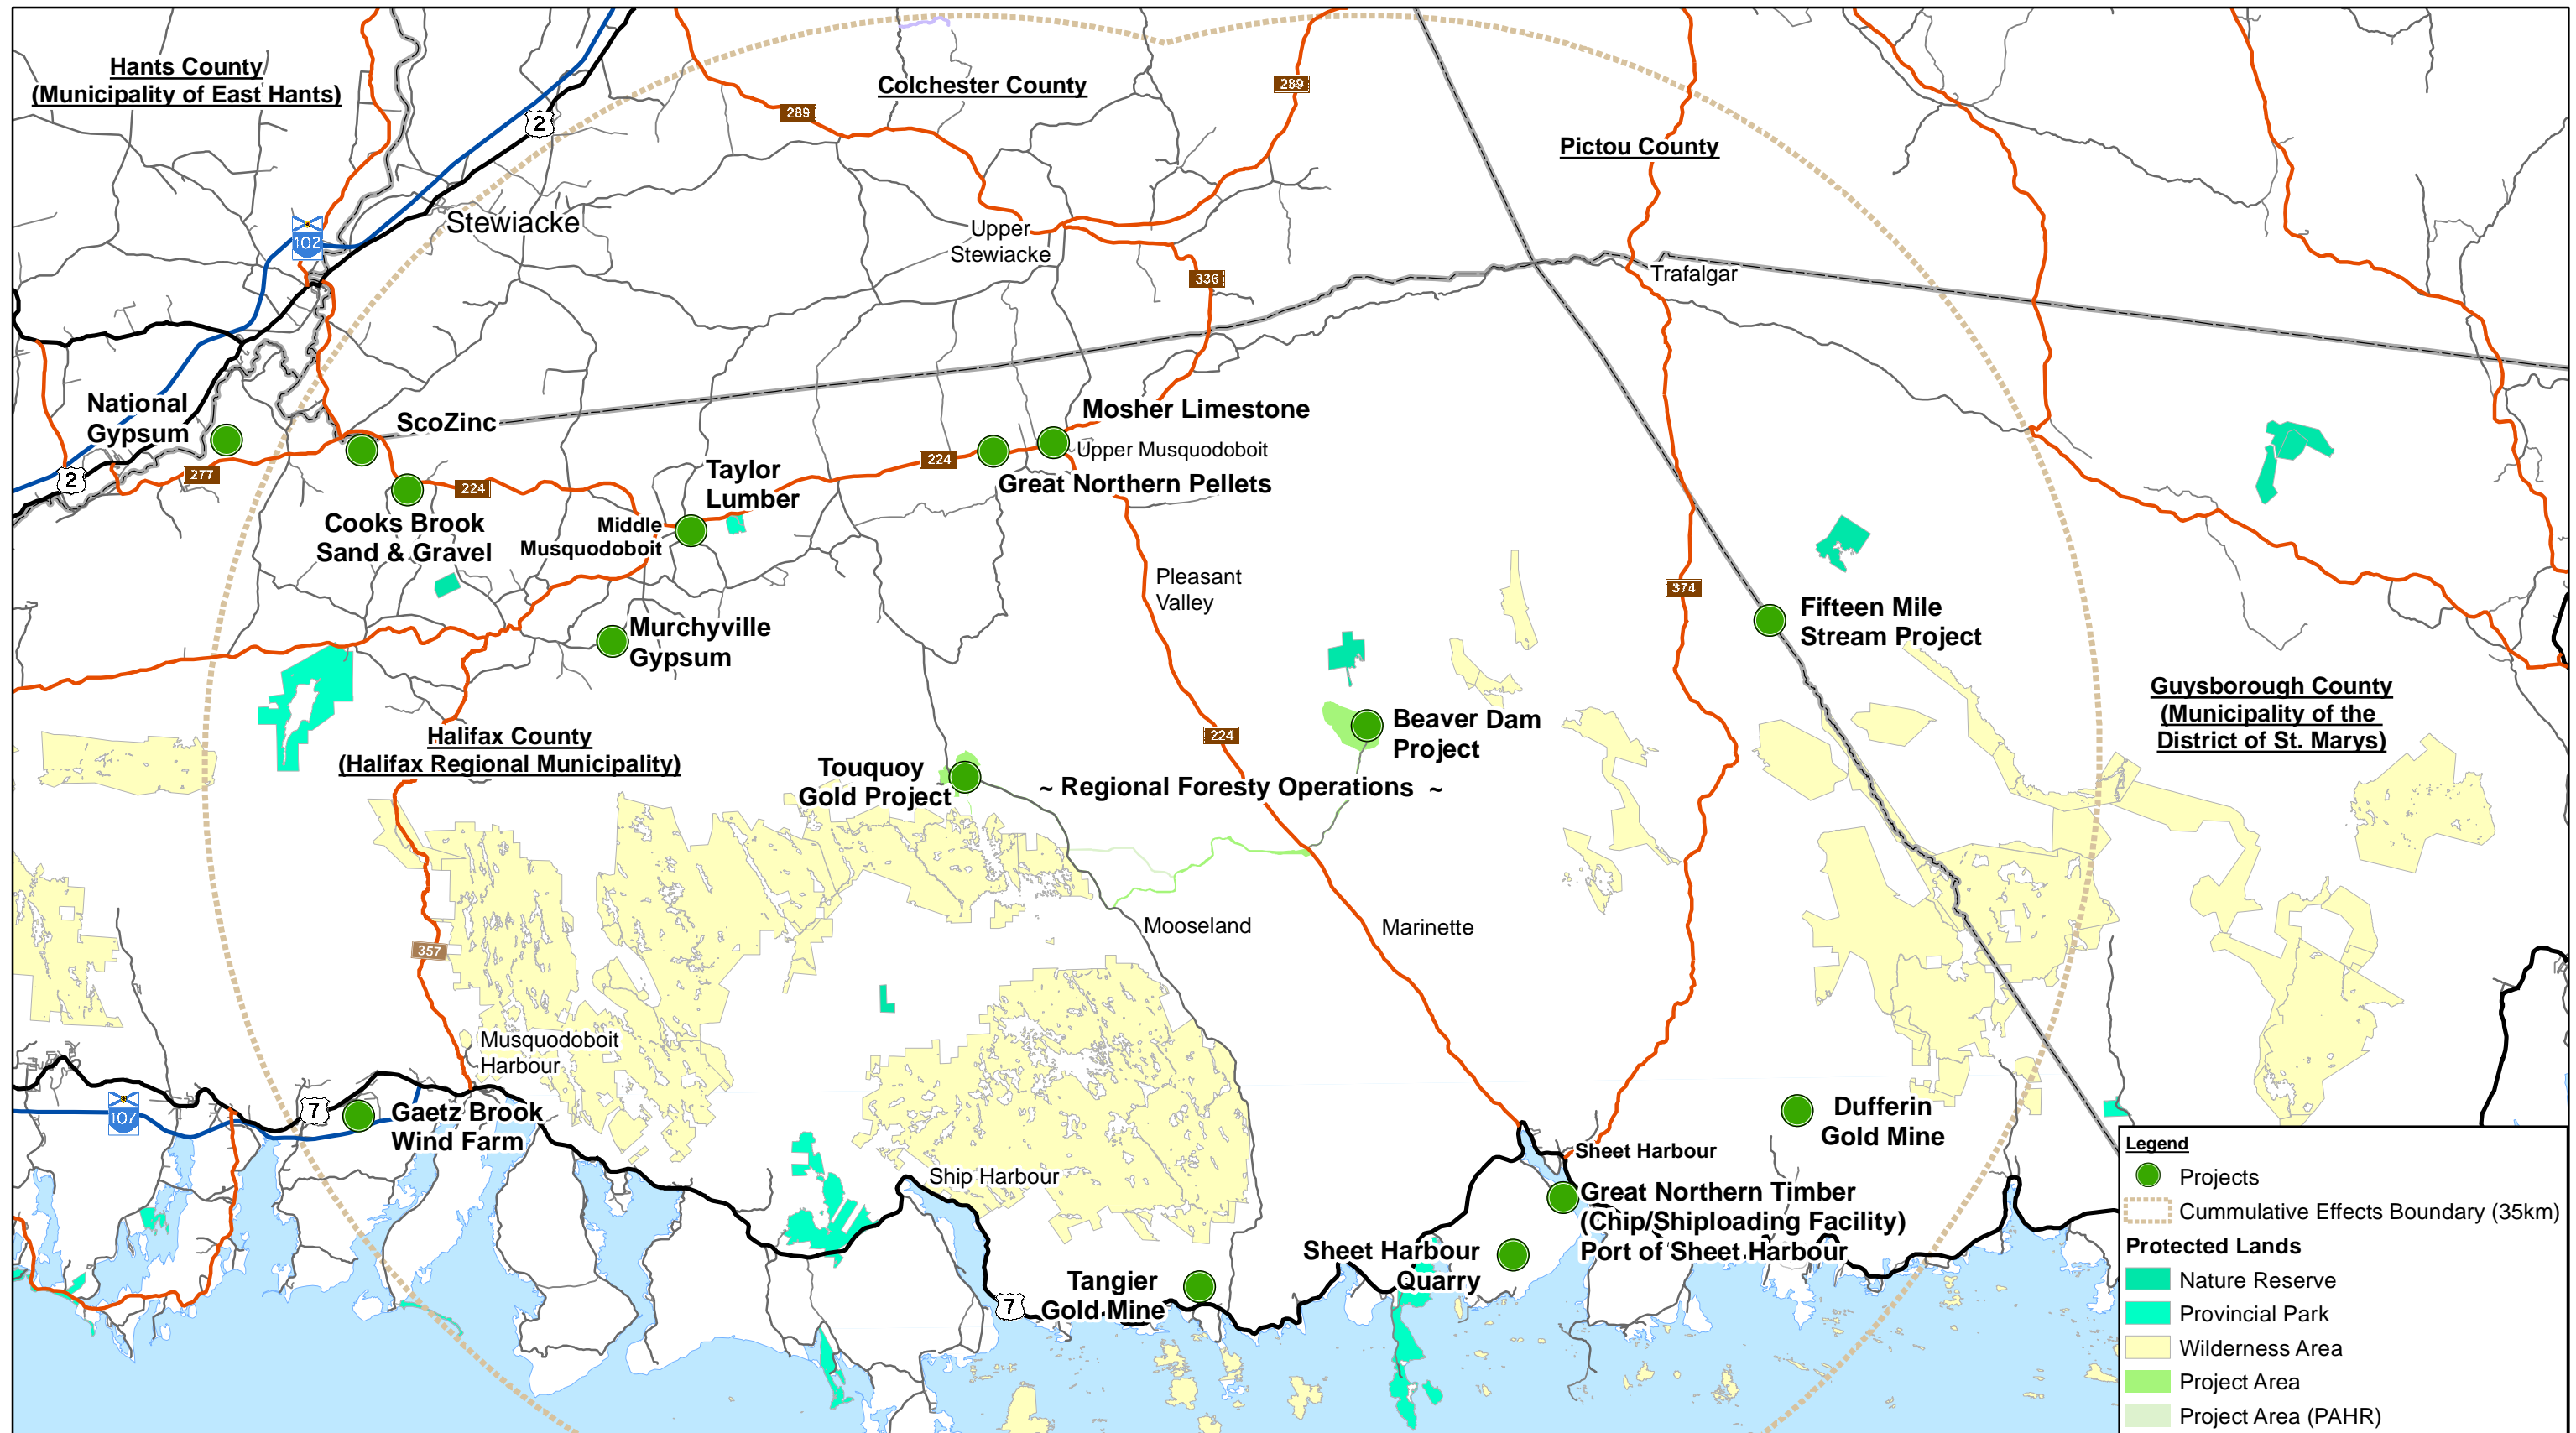 Hants County
(Municipality of East Hants)
Colchester County
289
289
2
Pictou County
102
Stewiacke
Upper
Stewiacke
336
Trafalgar
National
Gypsum
ScoZinc
Mosher Limestone
Upper Musquodoboit
2
277
224
Taylor
Lumber
224
Great Northern Pellets
Cooks Brook
Sand & Gravel
Middle
Musquodoboit
Pleasant
Valley
374
Fifteen Mile
Stream Project
Murchyville
Gypsum
Guysborough County
(Municipality of the
District of St. Marys)
Halifax County
(Halifax Regional Municipality)
224
Beaver Dam
Project
Touquoy
Gold Project
~ Regional Foresty Operations ~
Mooseland
Marinette
357
Musquodoboit
Harbour
107
7
Gaetz Brook
Wind Farm
Dufferin
Gold Mine
Sheet Harbour
Ship Harbour
Great Northern Timber
(Chip/Shiploading Facility)
Port of Sheet Harbour
Sheet Harbour
Quarry
Tangier
Gold Mine
7
Legend
Projects
Cummulative Effects Boundary (35km)
Protected Lands
Nature Reserve
Provincial Park
Wilderness Area
Project Area
Project Area (PAHR)